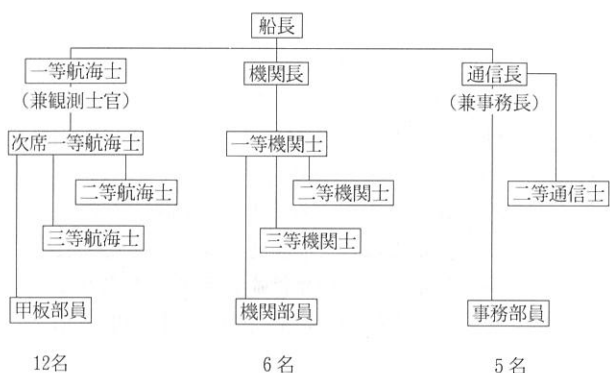 船長
一等航海士
機関長
通信長
(兼観測士官)
(兼事務長)
次席一等航海士
一等機関士
二等航海士
二等機関士
二等通信士
三等航海士
三等機関士
甲板部員
機関部員
事務部員
12名
6名
5名